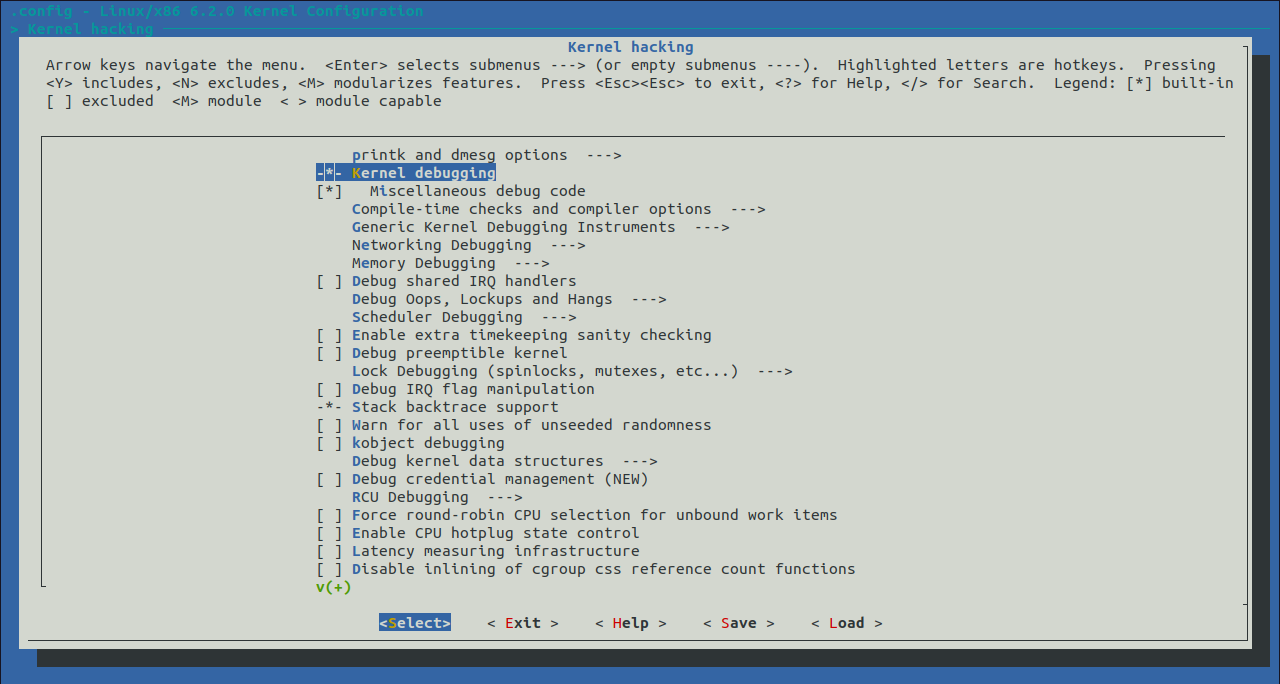 .config - Linux/x86 6.2.0 Kernel Configuration
> Kernel hacking
Kernel hacking
Arrow keys navigate the menu.  <Enter> selects submenus ---> (or empty submenus ----).  Highlighted letters are hotkeys.  Pressing
<Y> includes, <N> excludes, <M> modularizes features.  Press <Esc><Esc> to exit, <?> for Help, </> for Search.  Legend: [*] built-in
[ ] excluded  <M> module  < > module capable
printk and dmesg options  --->
-*- Kernel debugging
[*]   Miscellaneous debug code
Compile-time checks and compiler options  --->
Generic Kernel Debugging Instruments  --->
Networking Debugging  --->
Memory Debugging  --->
[ ] Debug shared IRQ handlers
Debug Oops, Lockups and Hangs  --->
Scheduler Debugging  --->
[ ] Enable extra timekeeping sanity checking
[ ] Debug preemptible kernel
Lock Debugging (spinlocks, mutexes, etc...)  --->
[ ] Debug IRQ flag manipulation
-*- Stack backtrace support
[ ] Warn for all uses of unseeded randomness
[ ] kobject debugging
Debug kernel data structures  --->
[ ] Debug credential management (NEW)
RCU Debugging  --->
[ ] Force round-robin CPU selection for unbound work items
[ ] Enable CPU hotplug state control
[ ] Latency measuring infrastructure
[ ] Disable inlining of cgroup css reference count functions
v(+)
<Select>    < Exit >    < Help >    < Save >    < Load >